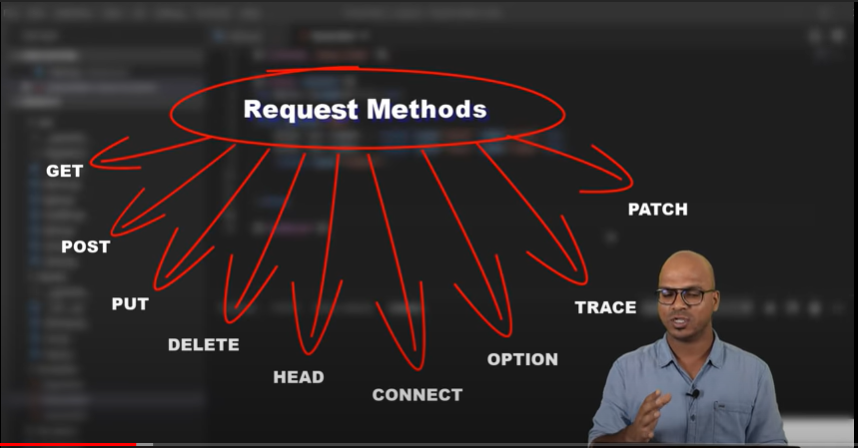 Request Methods
GET
POST
PUT
DELETE
HEAD
CONNECT
OPTION
TRACE
PATCH